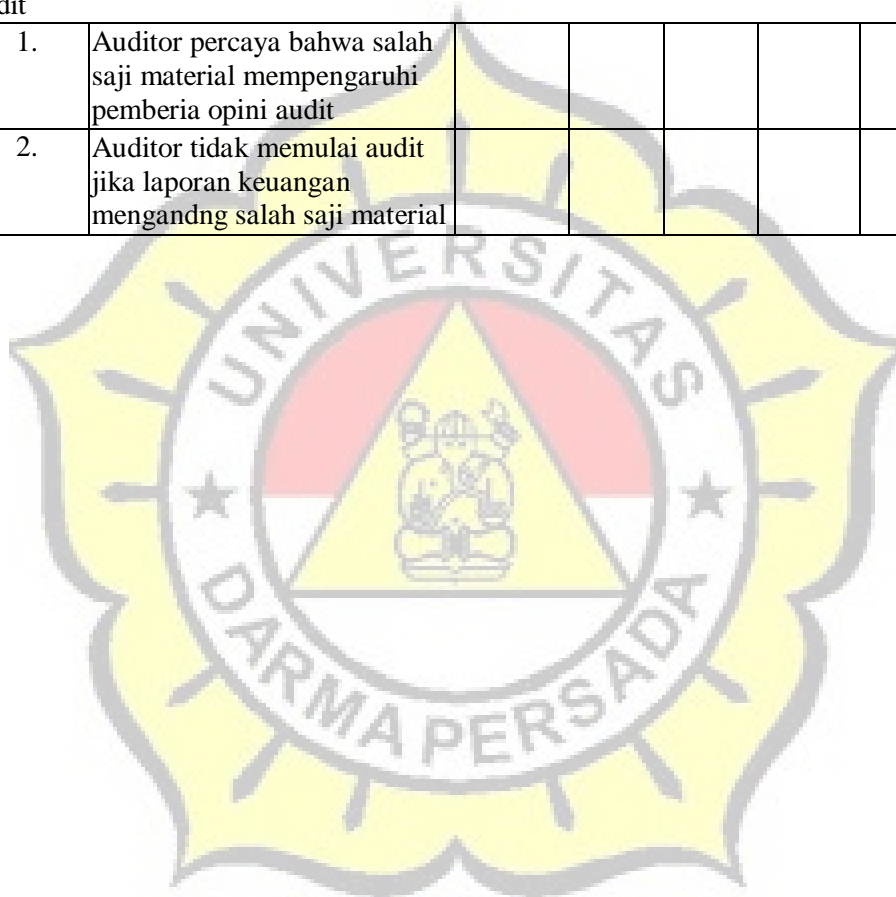 dit
1. Auditor percaya bahwa salah
saji material mempengaruhi
pemberia opini audit
2. Auditor tidak memulai audit
jika laporan keuangan
mengandng salah saji material
UNIVERSITAS
DARMA PERSADA